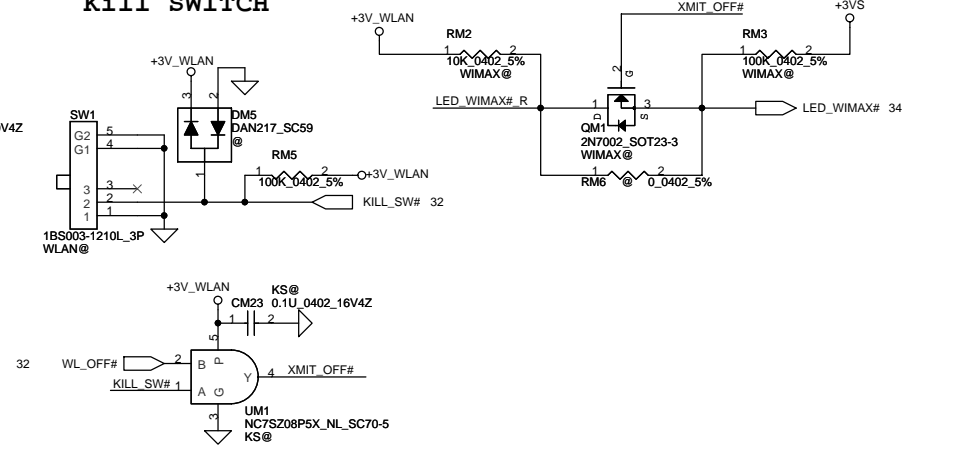 Kill SWITCH
+3V_WLAN
XMIT_OFF#
+3VS
RM2
1
2
10K_0402_5%
WIMAX@
2
G
RM3
1
2
100K_0402_5%
WIMAX@
LED_WIMAX#_R
1
D
3
S
LED_WIMAX# 34
QM1
2N7002_SOT23-3
WIMAX@
1
2
RM6 @ 0_0402_5%
+3V_WLAN
3
2
DM5
DAN217_SC59
@
1
SW1
G2 5
G1 4
3 3
2 2
1 1
1BS003-1210L_3P
WLAN@
RM5
1
2
100K_0402_5%
+3V_WLAN
KILL_SW# 32
+3V_WLAN
KS@
CM23 0.1U_0402_16V4Z
1
2
5
32 WL_OFF#
2
B
P
KILL_SW# 1
A
G
Y
4
XMIT_OFF#
3
UM1
NC7SZ08P5X_NL_SC70-5
KS@